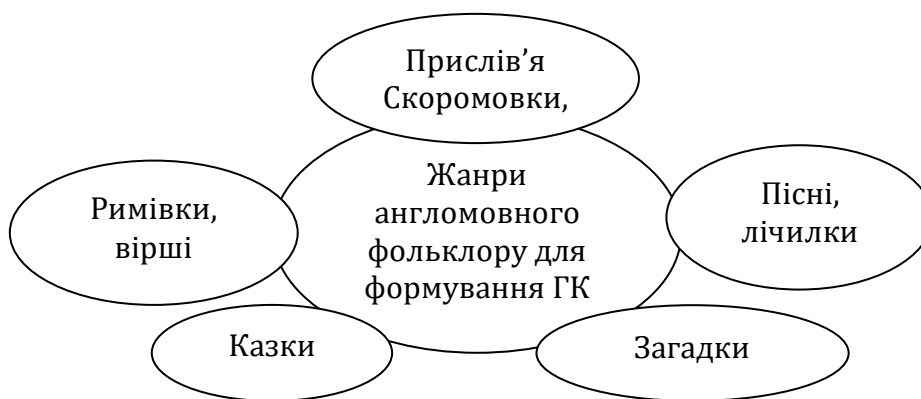 Прислів’я
Скоромовки,
Римівки,
вірші
Жанри
англомовного
фольклору для
формування ГК
Пісні,
лічилки
Казки
Загадки